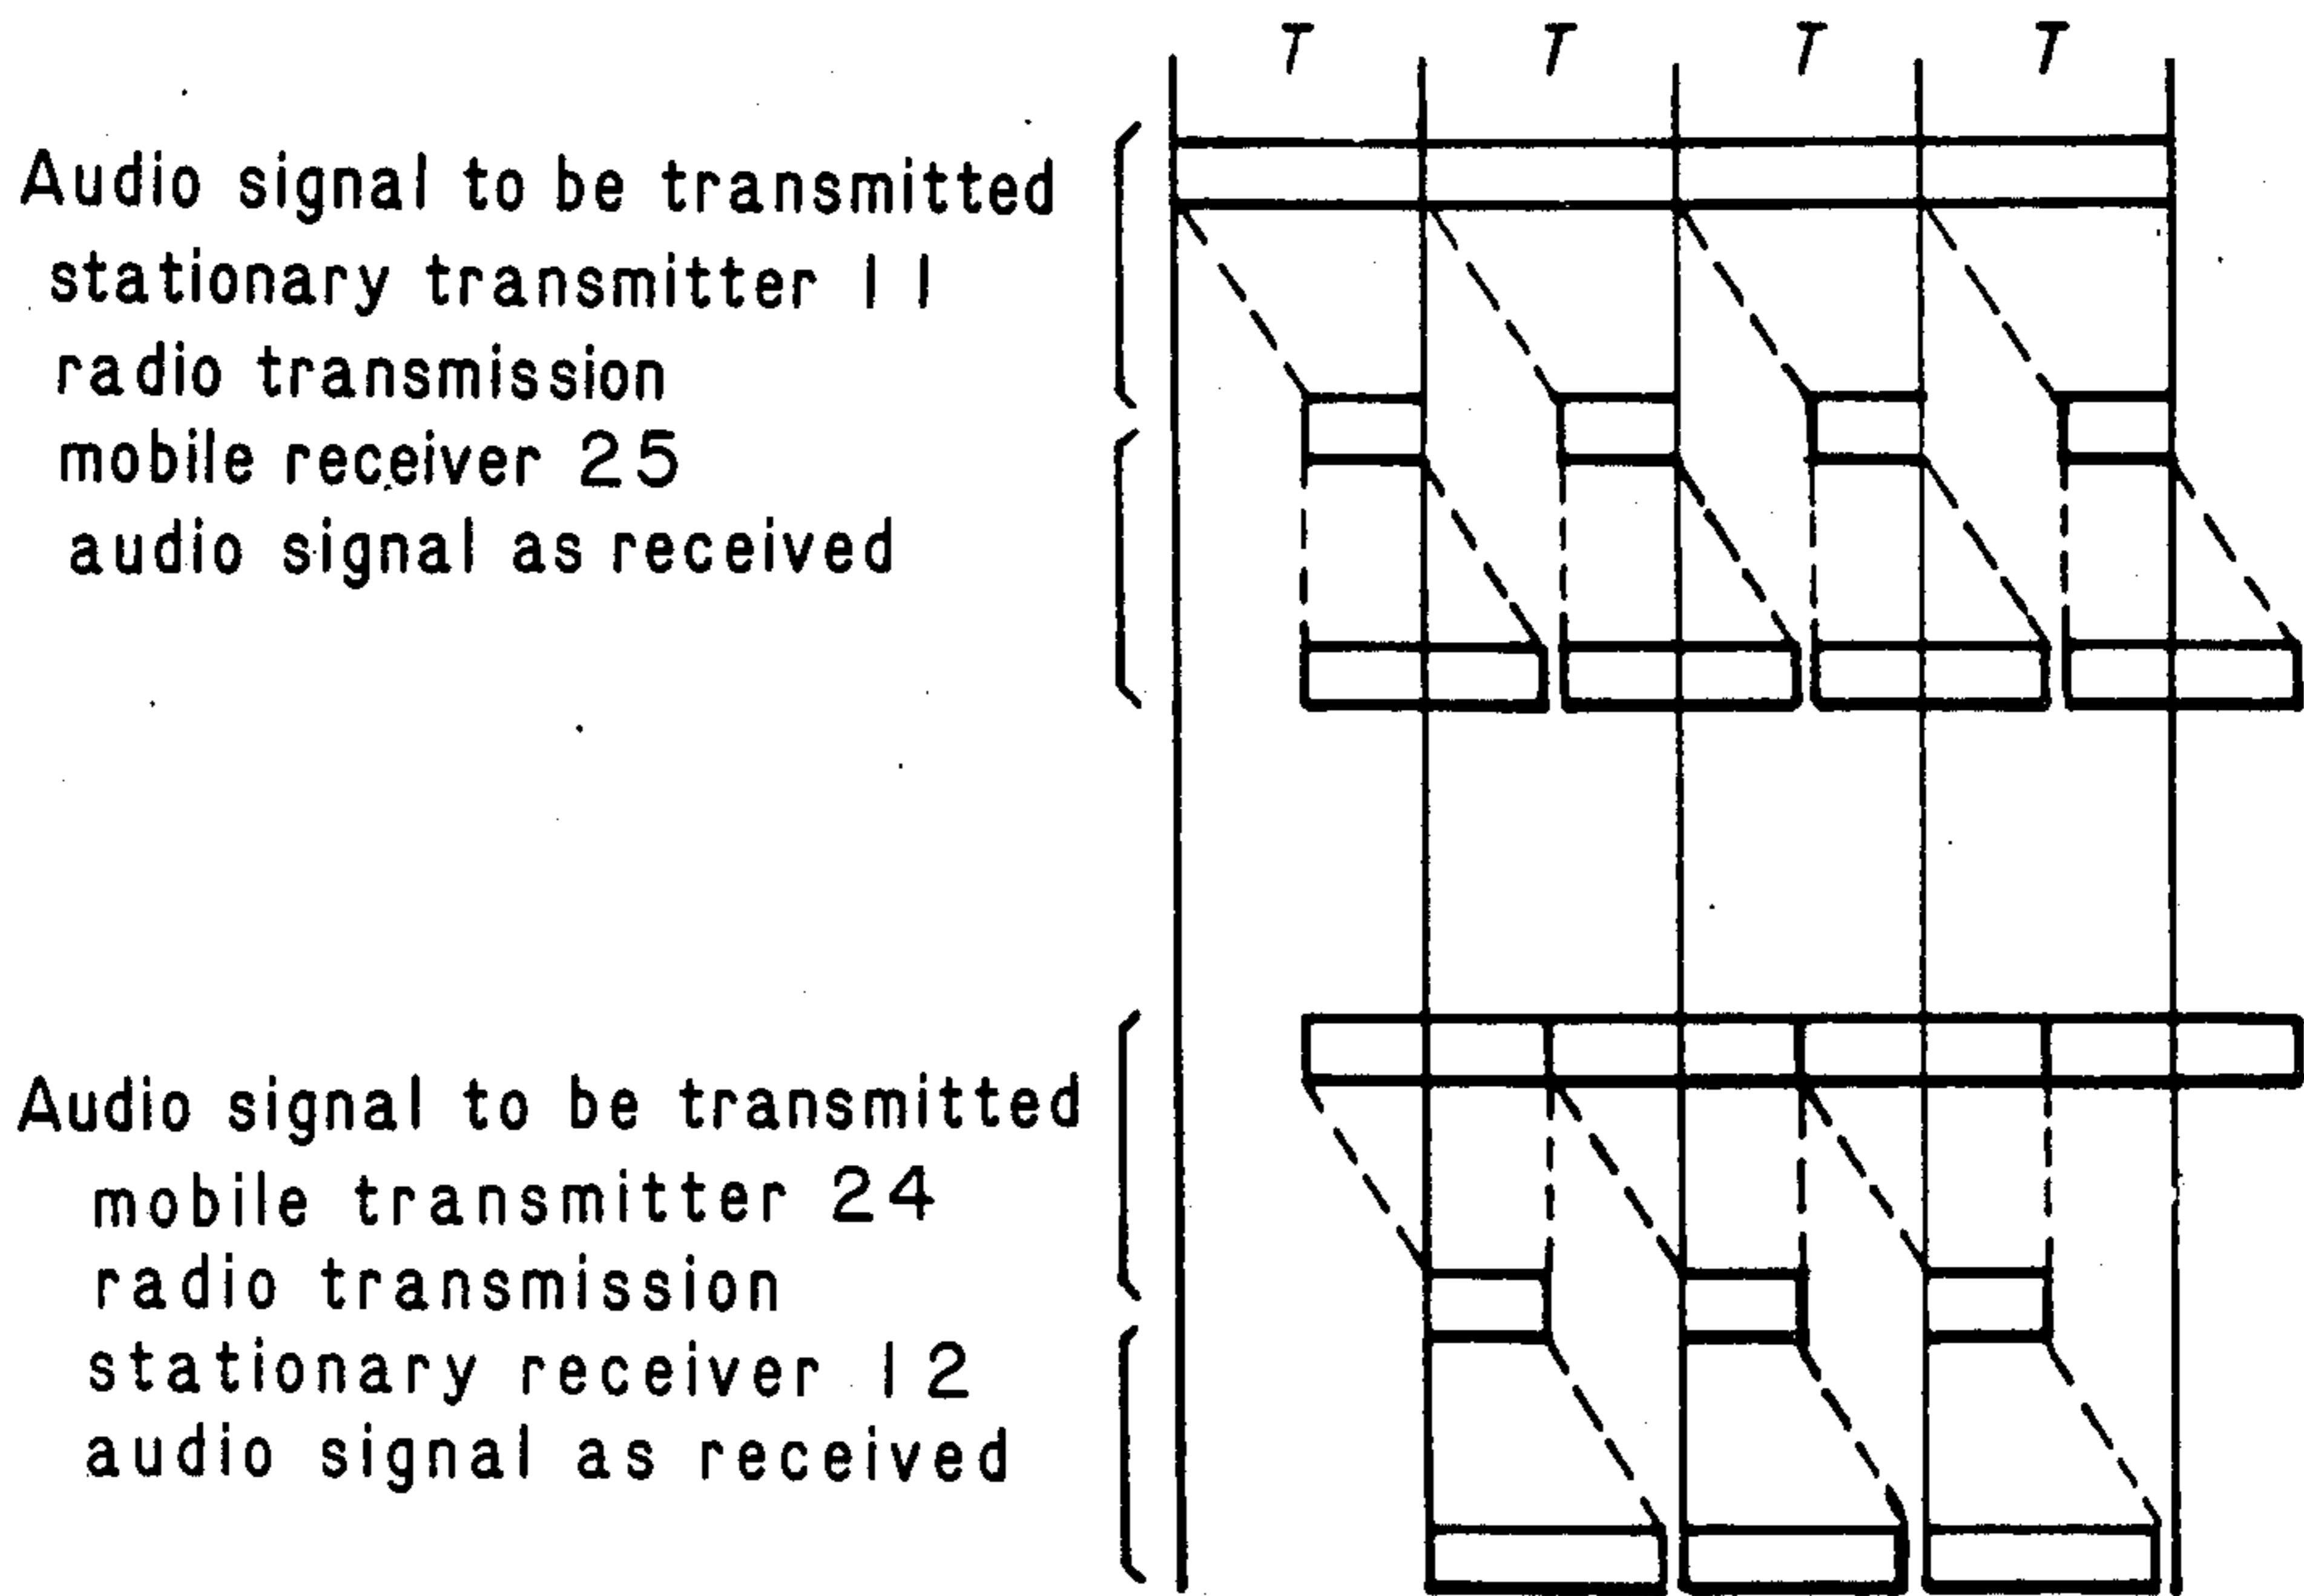 T T T T
Audio signal to be transmitted
stationary transmitter 11
radio transmission
mobile receiver 25
audio signal as received
Audio signal to be transmitted
mobile transmitter 24
radio transmission
stationary receiver 12
audio signal as received